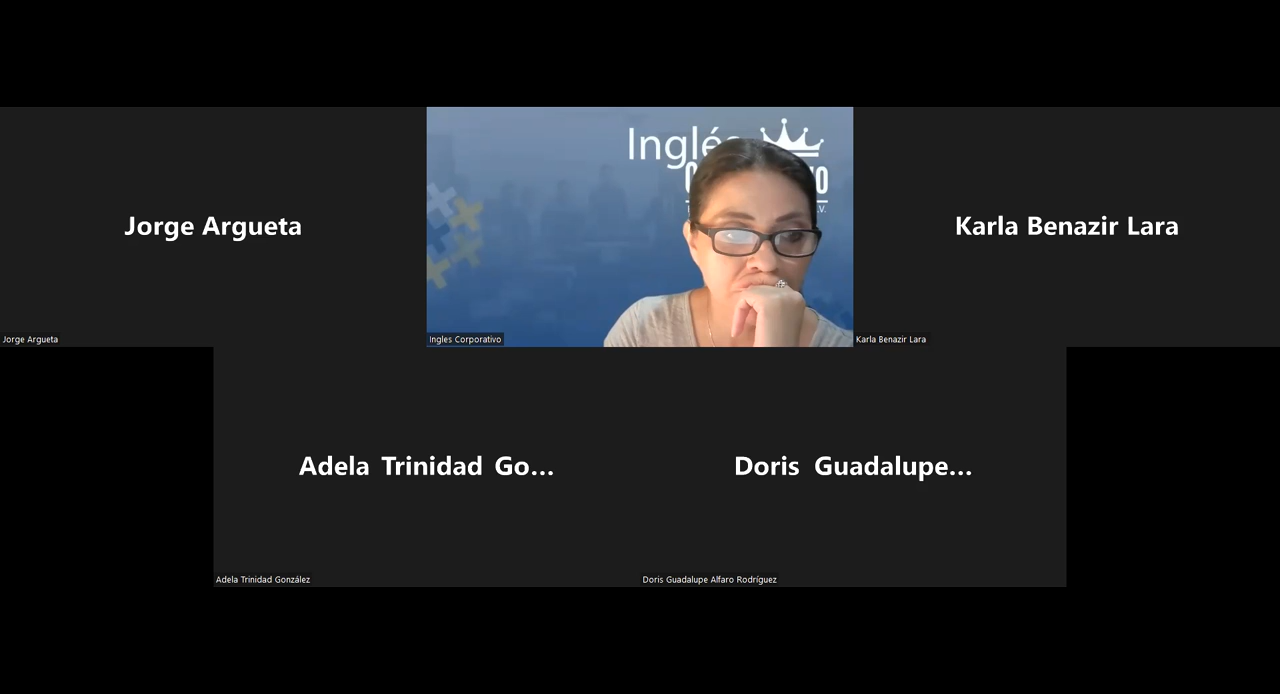 Inglés
Jorge Argueta
Karla Benazir Lara
Jorge Argueta
Ingles Corporativo
Karla Benazir Lara
Adela Trinidad Go...
Doris Guadalupe...
Adela Trinidad González
Doris Guadalupe Alfaro Rodríguez